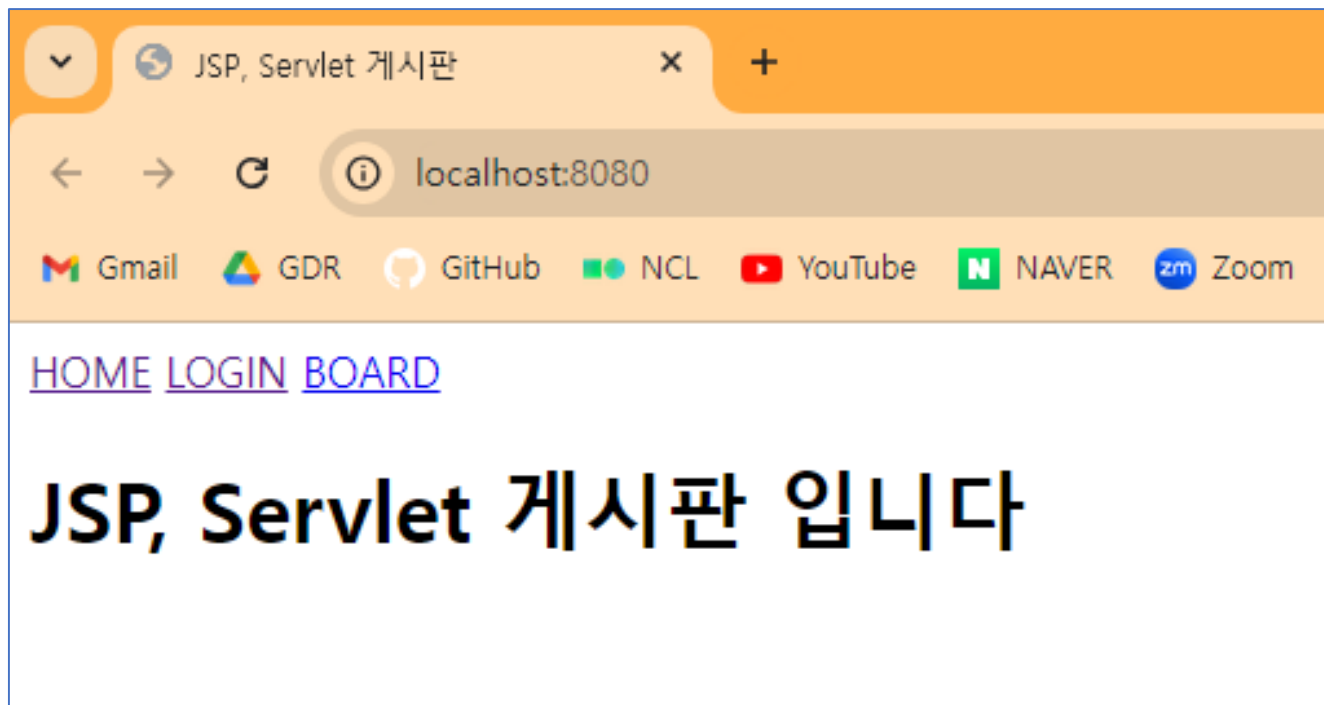 JSP, Servlet 게시판
localhost:8080
Gmail GDR GitHub NCL YouTube N NAVER zm Zoom
HOME LOGIN BOARD
JSP, Servlet 게시판 입니다